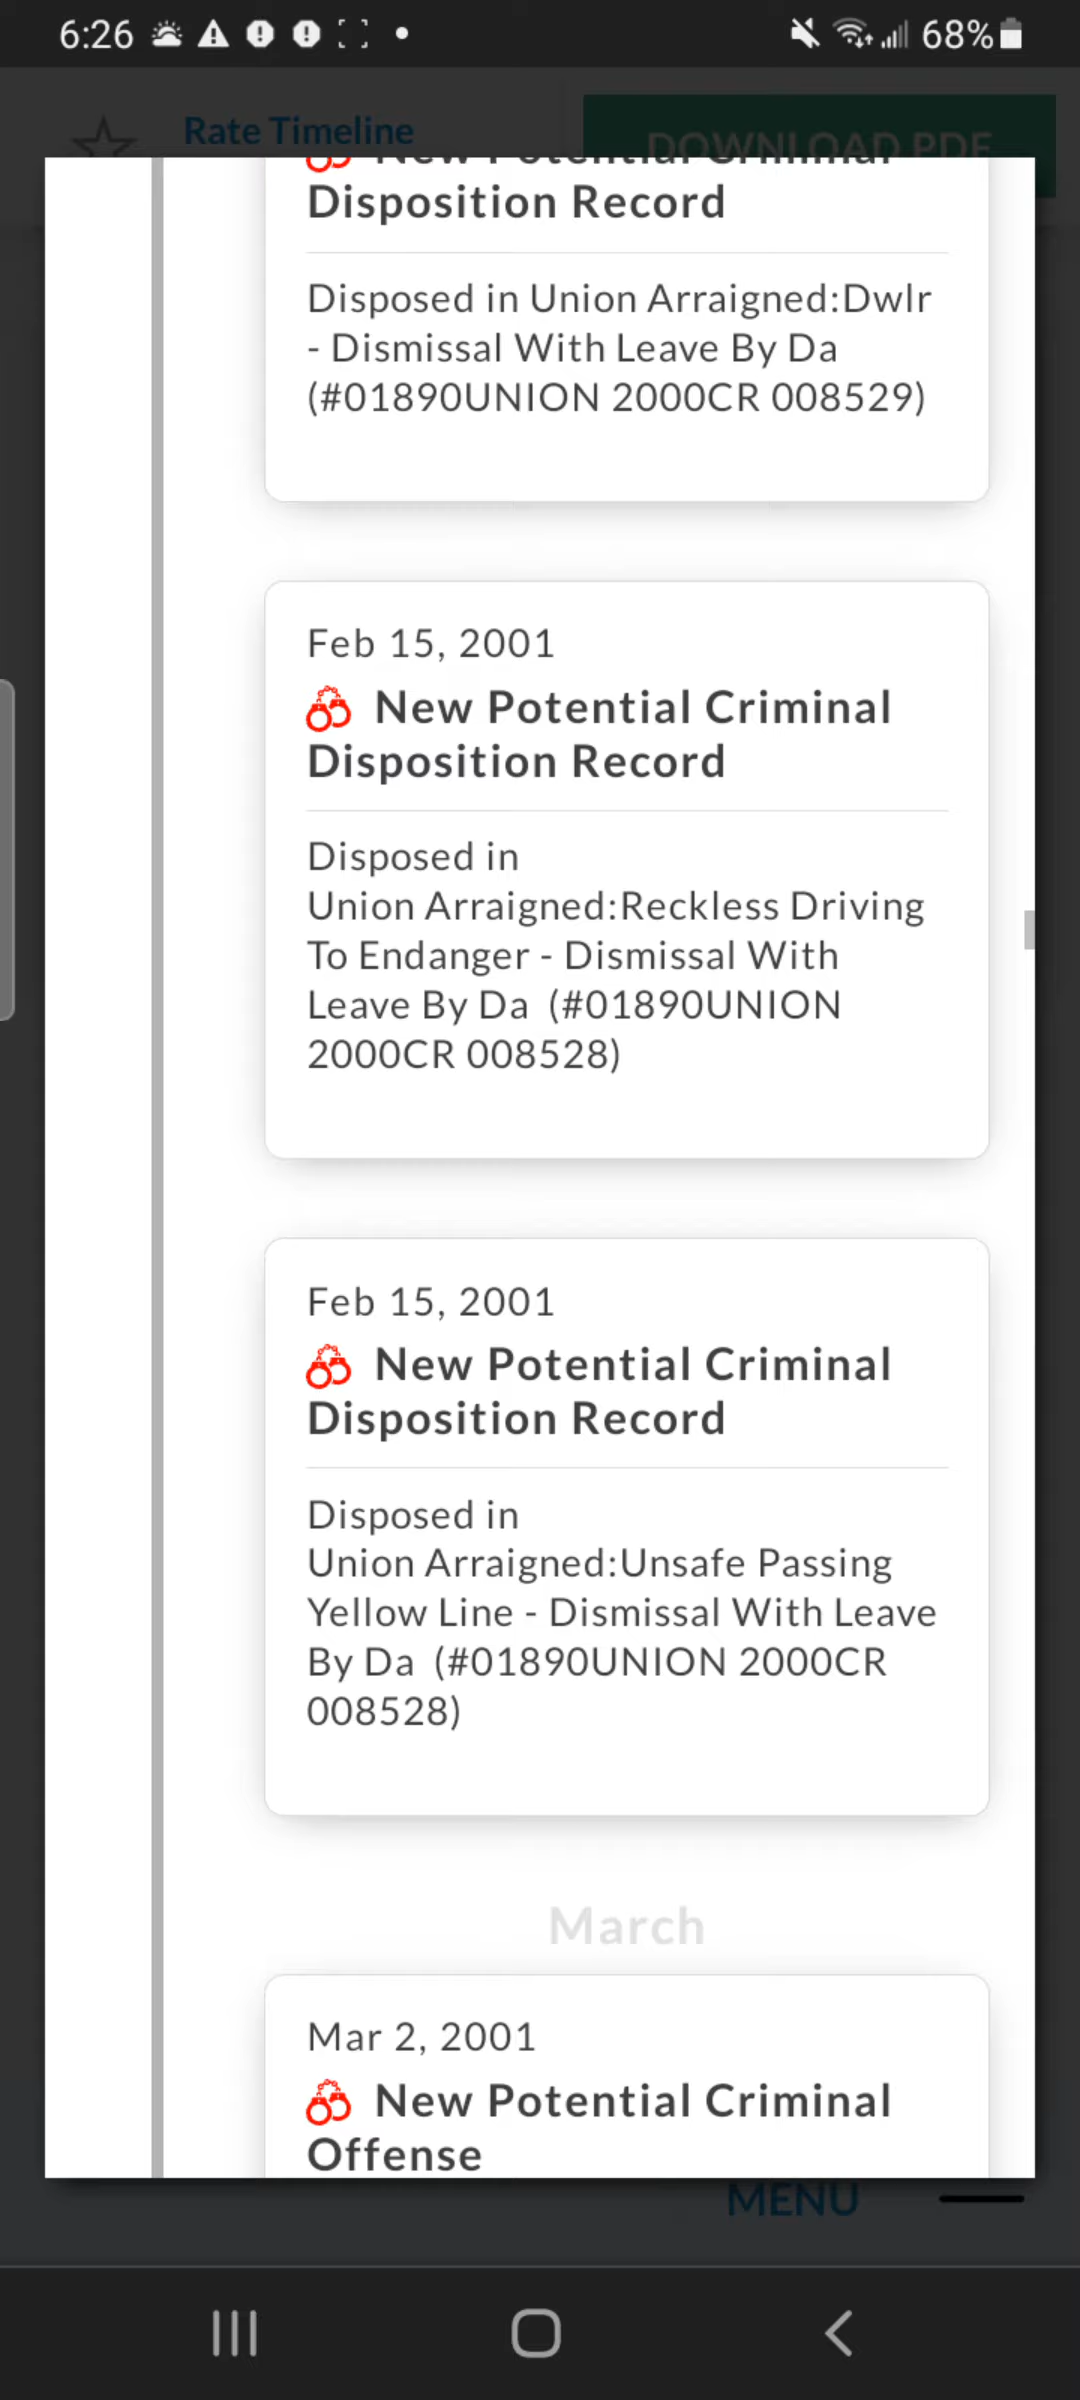 6:26
68%
Rate Timeline
DOWNLOAD PDF
New Potential Criminal
Disposition Record
Disposed in Union Arraigned:Dwlr
- Dismissal With Leave By Da
(#01890UNION 2000CR 008529)
Feb 15, 2001
New Potential Criminal
Disposition Record
Disposed in
Union Arraigned:Reckless Driving
To Endanger - Dismissal With
Leave By Da (#01890UNION
2000CR 008528)
Feb 15, 2001
New Potential Criminal
Disposition Record
Disposed in
Union Arraigned:Unsafe Passing
Yellow Line - Dismissal With Leave
By Da (#01890UNION 2000CR
008528)
March
Mar 2, 2001
New Potential Criminal
Offense
MENU